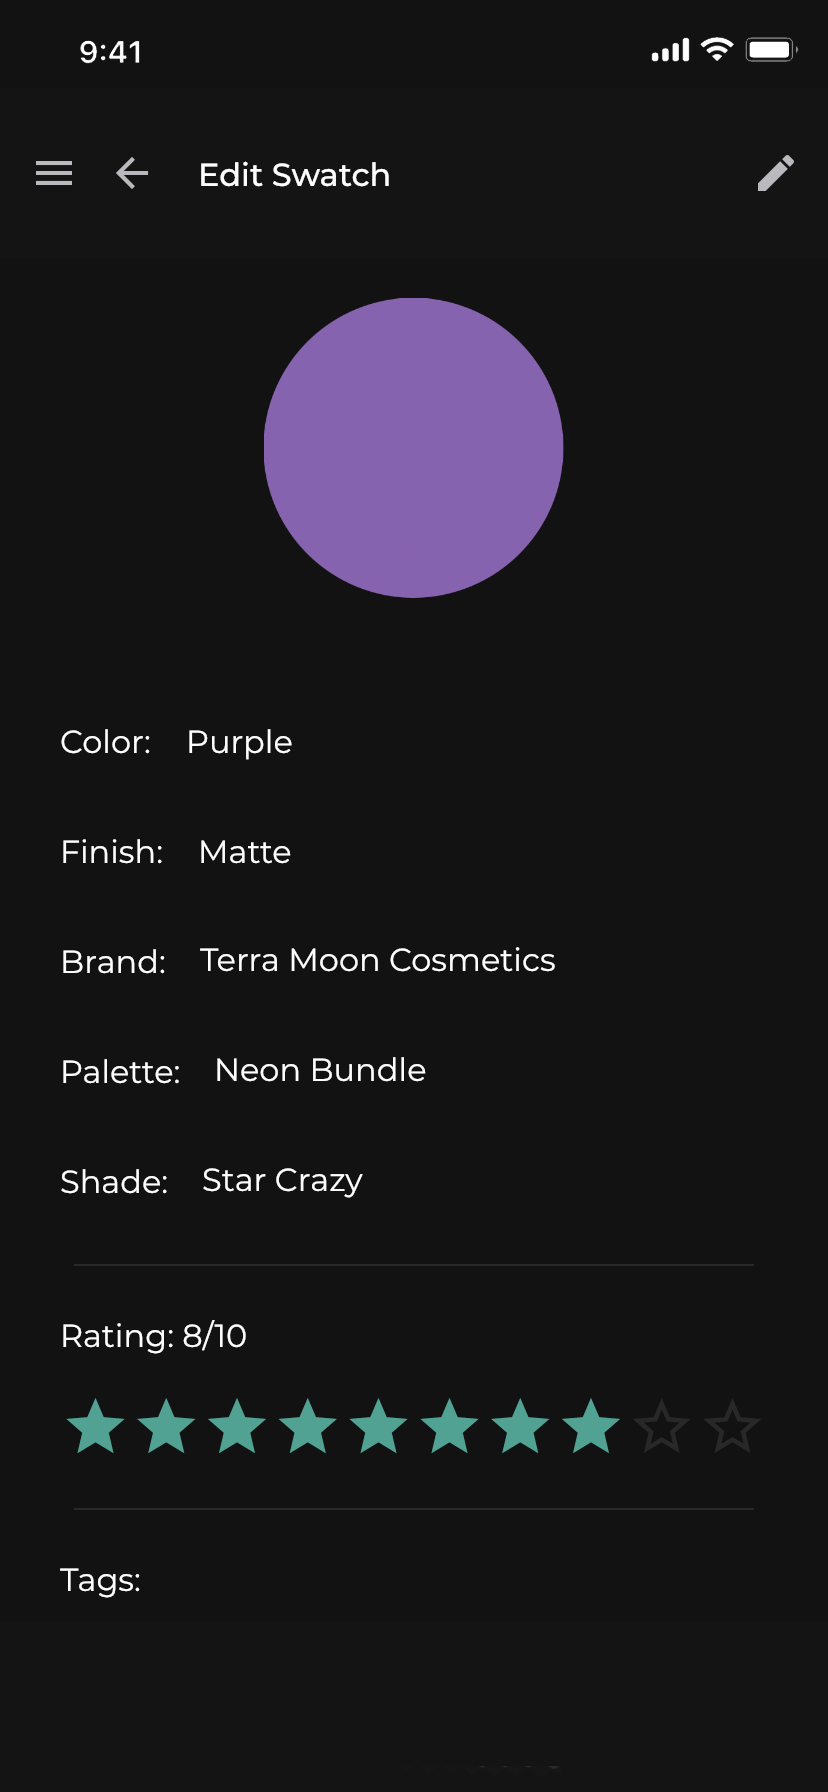 9:41
Edit Swatch
Color: Purple
Finish: Matte
Brand: Terra Moon Cosmetics
Palette: Neon Bundle
Shade: Star Crazy
Rating: 8/10
Tags: